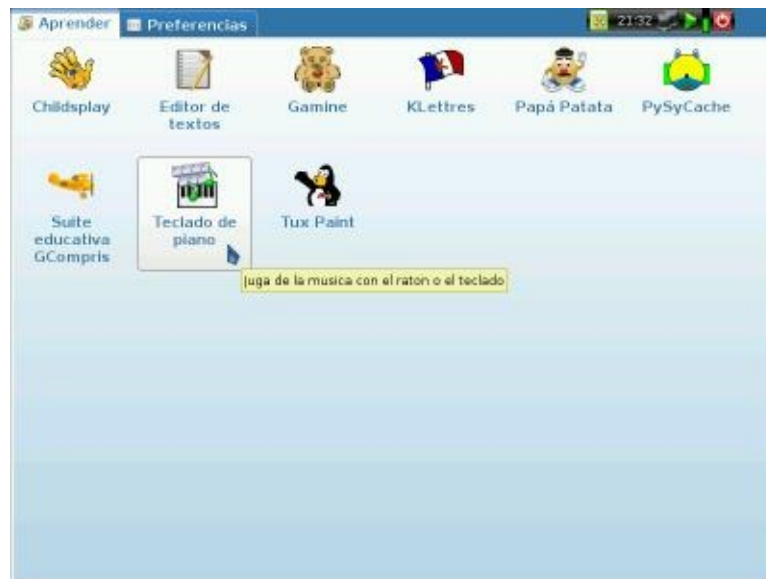 Aprender Preferencias 21:32
Childsplay Editor de textos Gamine KLettres Papá Patata PySyCache
Suite educativa GCompris Teclado de piano Tux Paint
Juga de la musica con el raton o el teclado